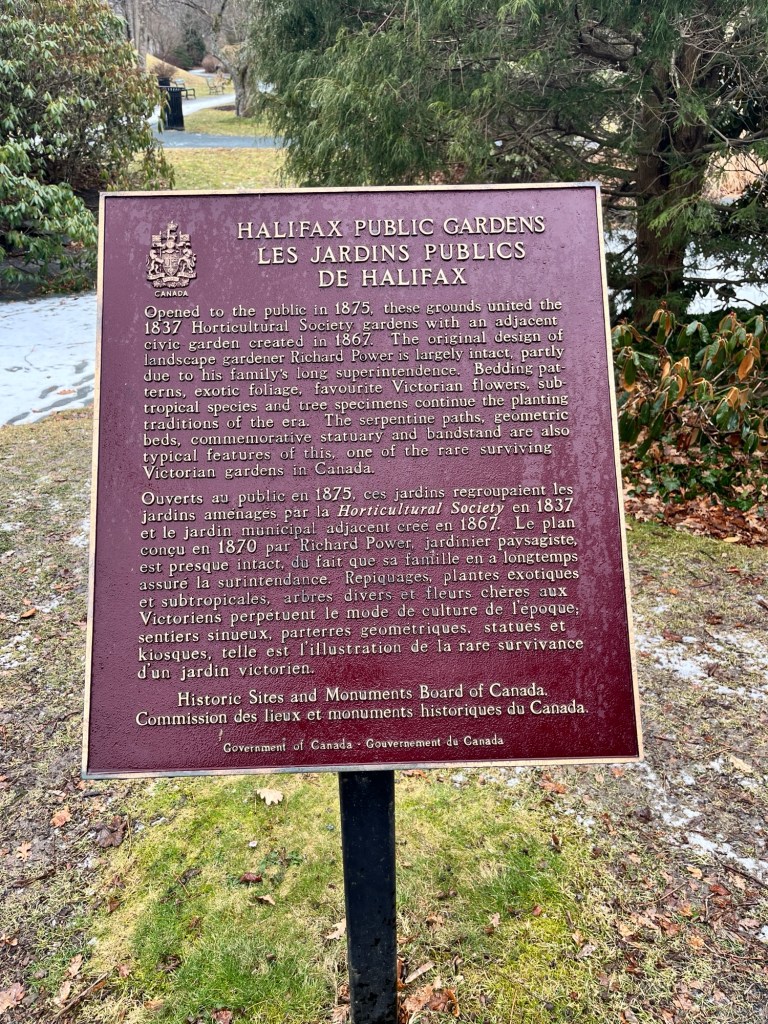 CANADA
HALIFAX PUBLIC GARDENS
LES JARDINS PUBLICS
DE HALIFAX
Opened to the public in 1875, these grounds united the
1837 Horticultural Society gardens with an adjacent
civic garden created in 1867. The original design of
landscape gardener Richard Power is largely intact, partly
due to his family's long superintendence. Bedding pat-
terns, exotic foliage, favourite Victorian flowers, sub-
tropical species and tree specimens continue the planting
traditions of the era. The serpentine paths, geometric
beds, commemorative statuary and bandstand are also
typical features of this, one of the rare surviving
Victorian gardens in Canada.
Ouverts au public en 1875, ces jardins regroupaient les
jardins aménagés par la Horticultural Society en 1837
et le jardin municipal adjacent créé en 1867. Le plan
conçu en 1870 par Richard Power, jardinier paysagiste,
est presque intact, du fait que sa famille en a longtemps
assuré la surintendance. Repiquages, plantes exotiques
et subtropicales, arbres divers et fleurs chères aux
Victoriens perpétuent le mode de culture de l'époque;
sentiers sinueux, parterres géométriques, statues et
kiosques, telle est l'illustration de la rare survivance
d'un jardin victorien.
Historic Sites and Monuments Board of Canada.
Commission des lieux et monuments historiques du Canada.
Government of Canada - Gouvernement du Canada